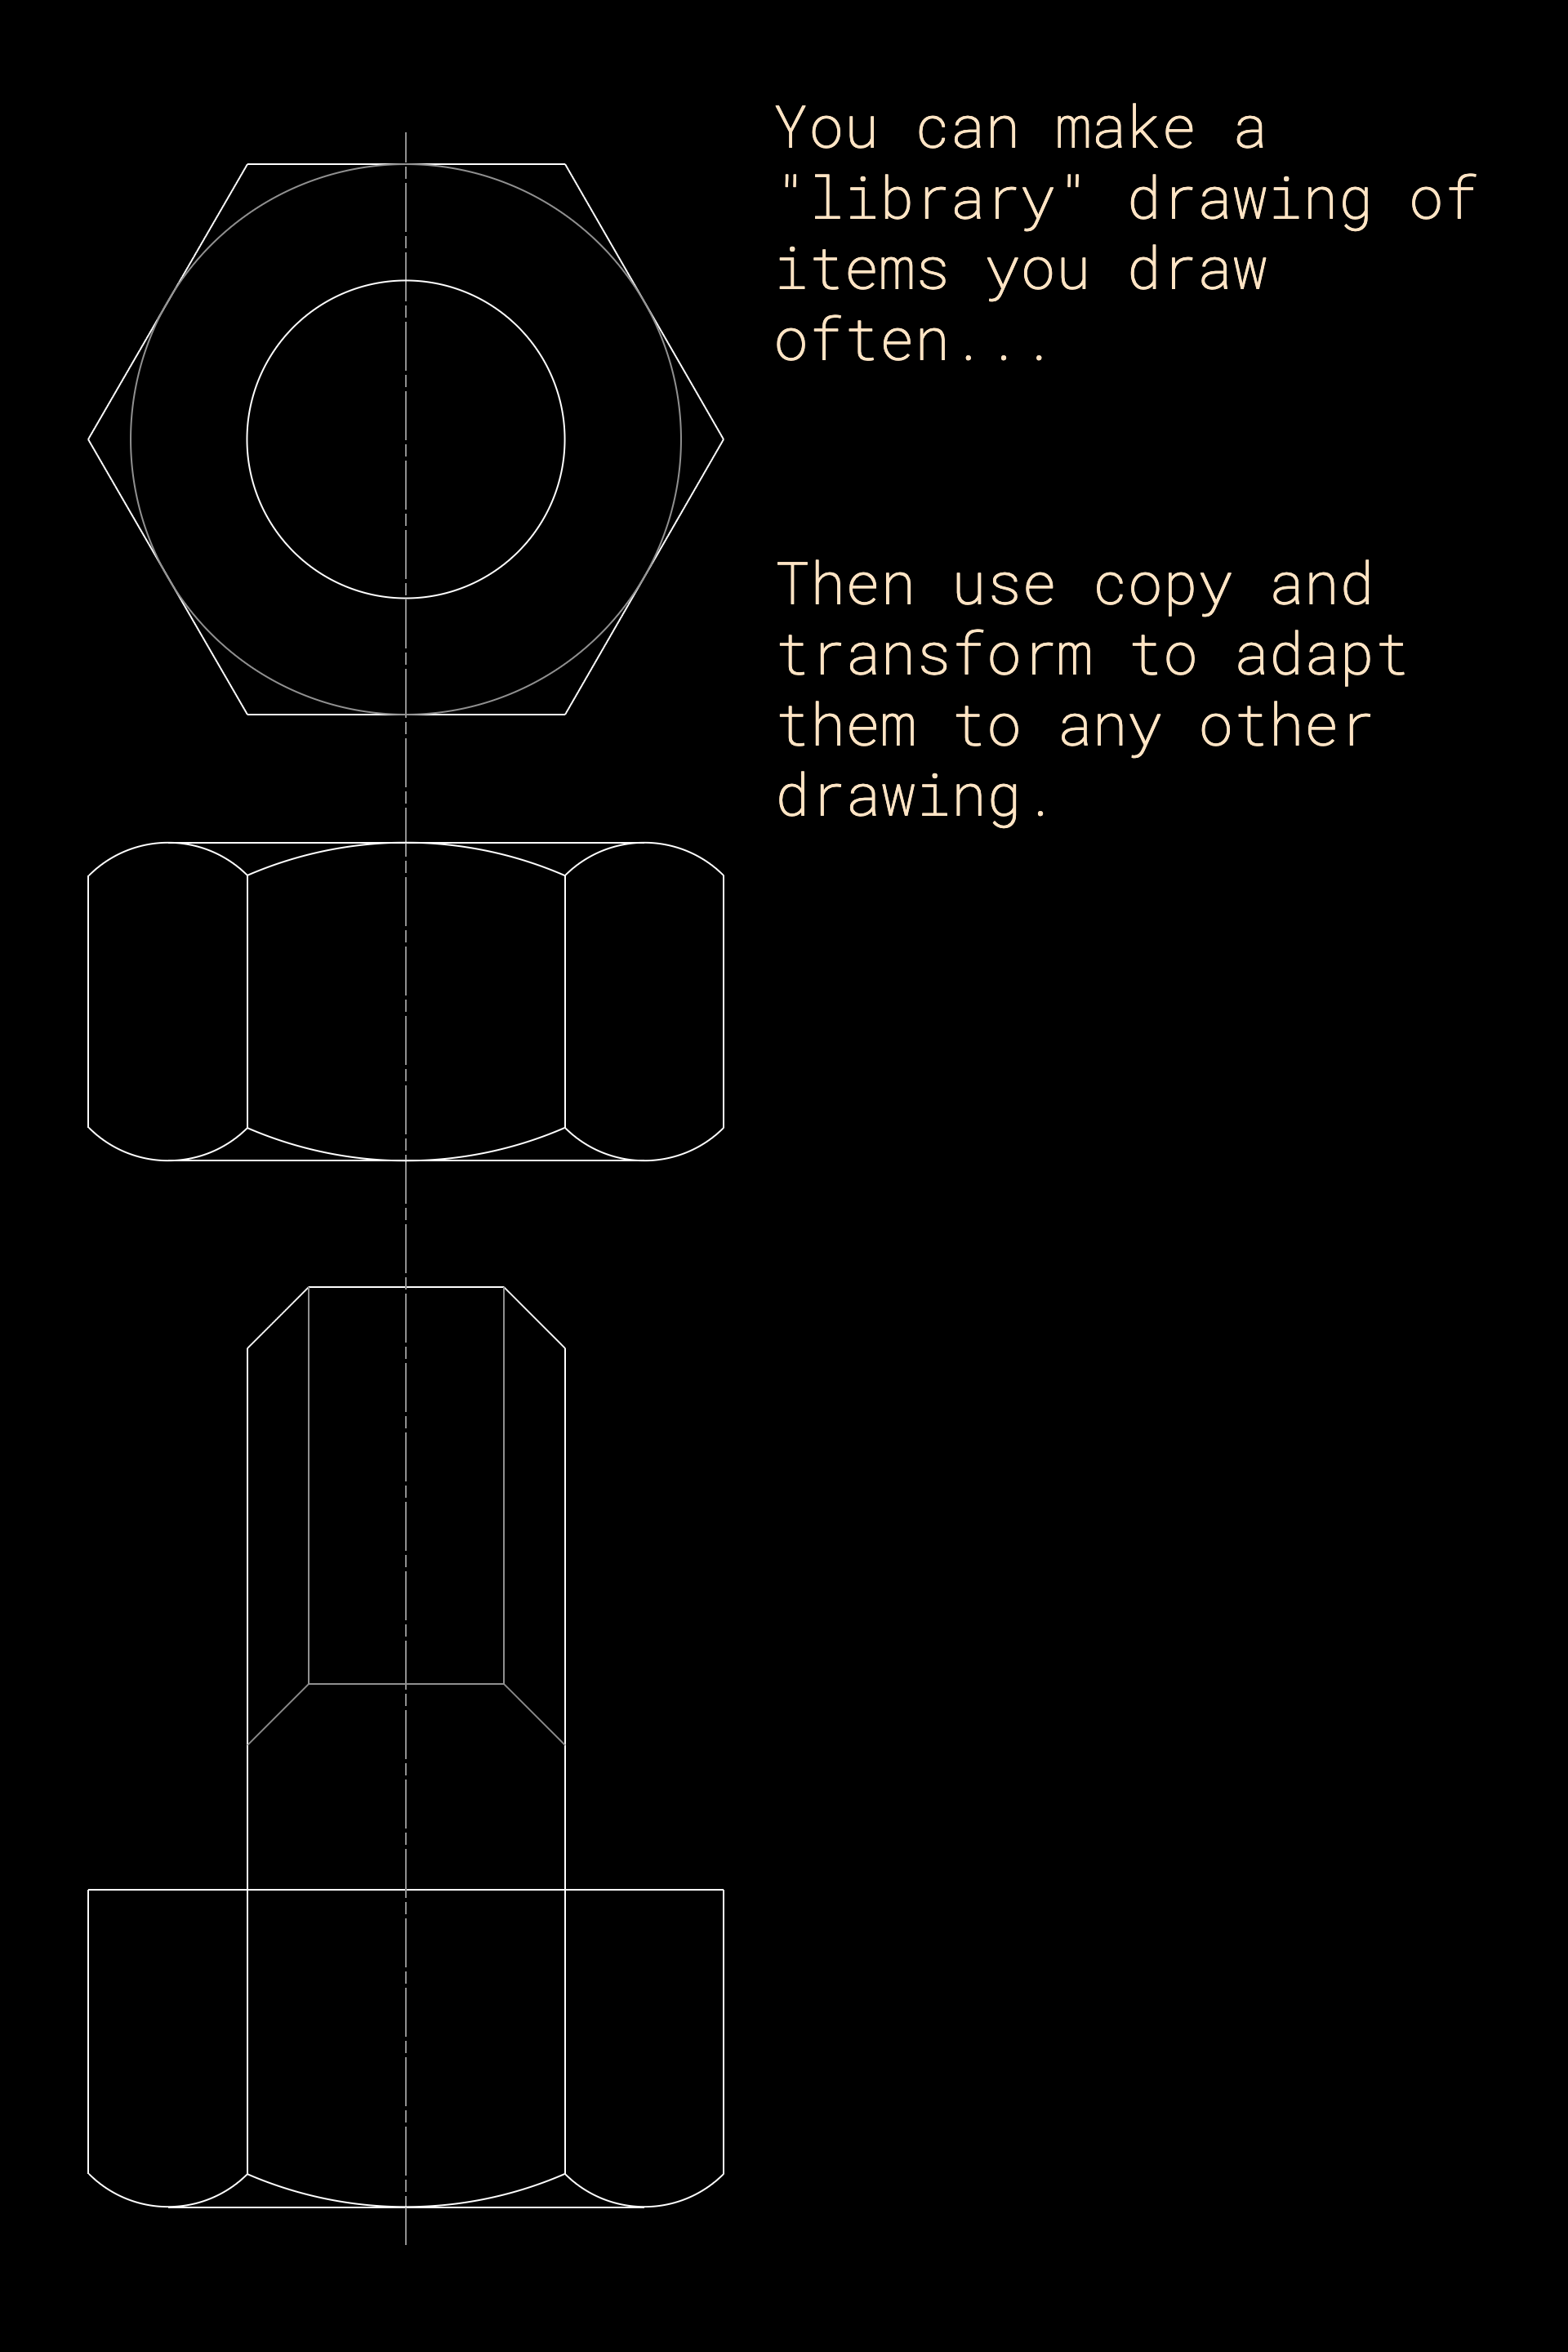 You can make a
"library" drawing of
items you draw
often...
Then use copy and
transform to adapt
them to any other
drawing.